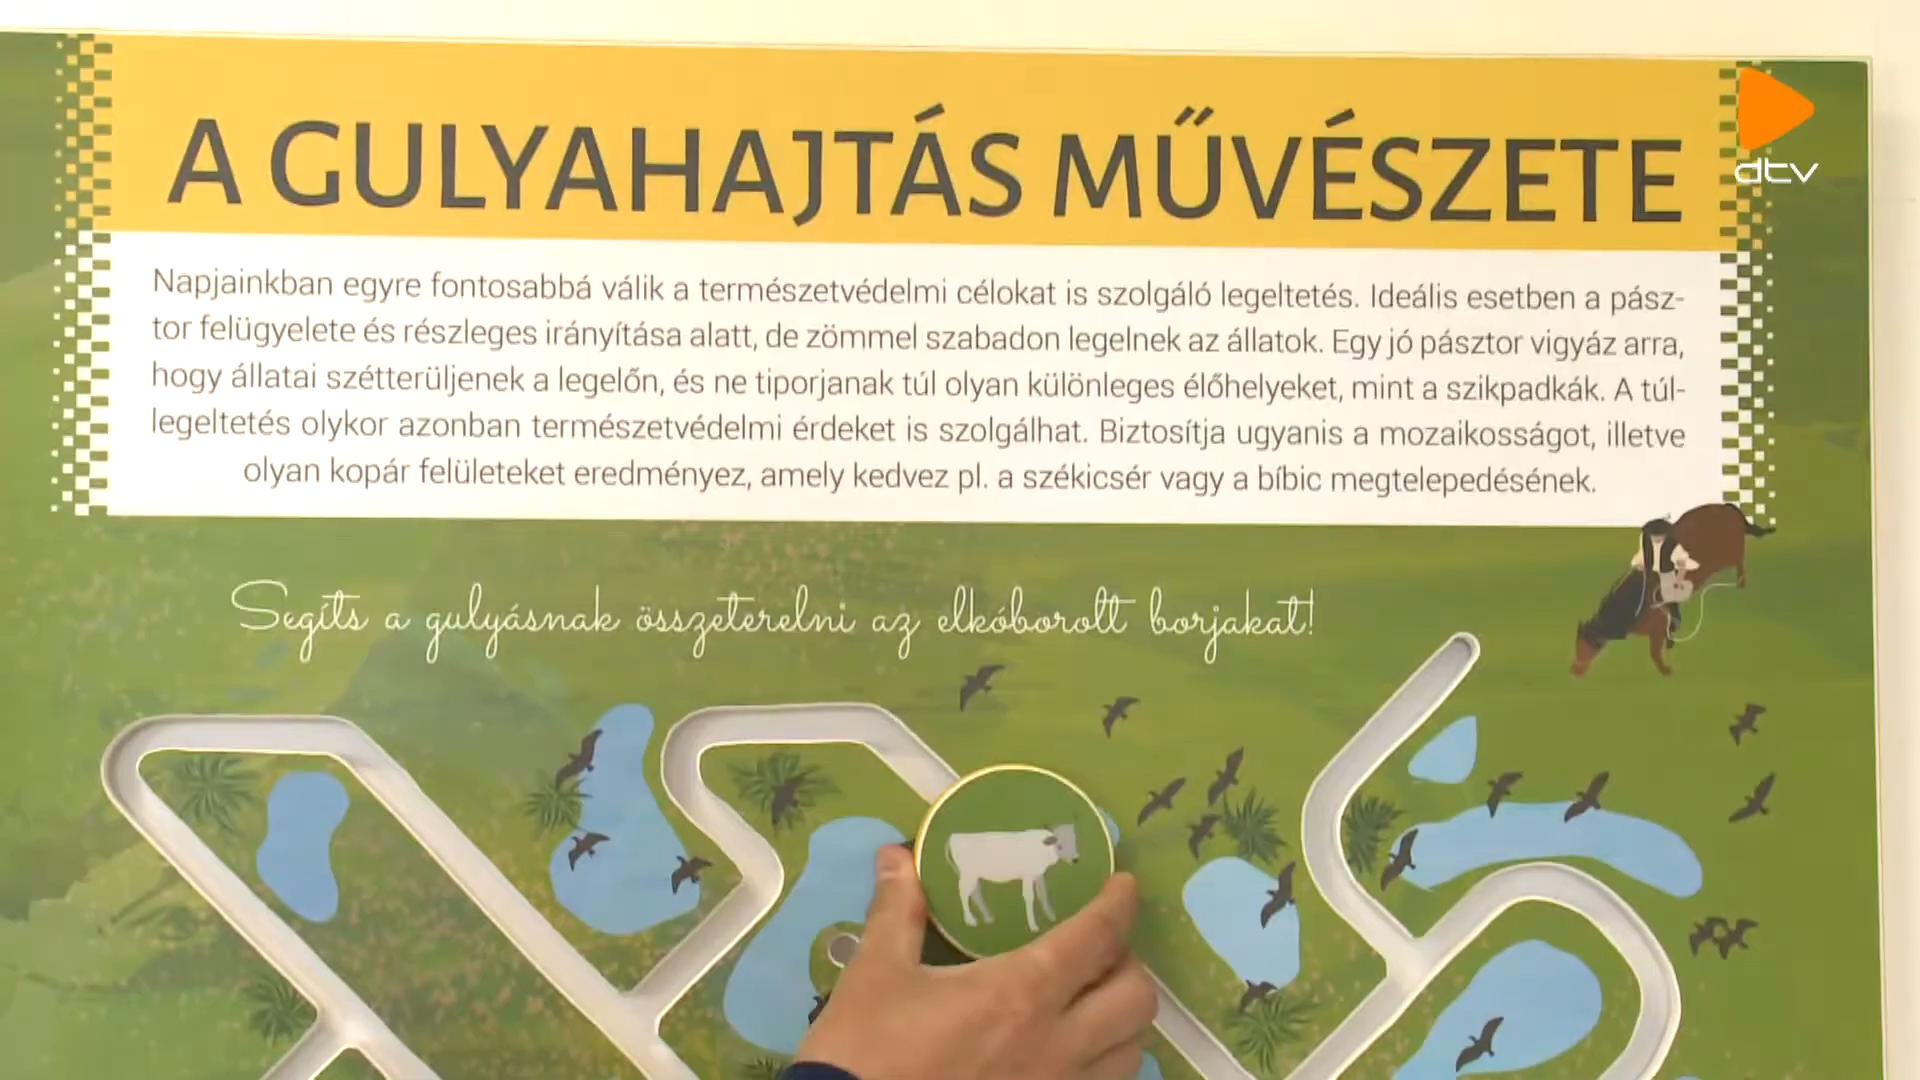 A GULYAHAJTÁS MŰVÉSZETE
dtv
Napjainkban egyre fontosabbá válik a természetvédelmi célokat is szolgáló legeltetés. Ideális esetben a pász-
tor felügyelete és részleges irányítása alatt, de zömmel szabadon legelnek az állatok. Egy jó pásztor vigyáz arra,
hogy állatai szétterüljenek a legelőn, és ne tiporjanak túl olyan különleges élőhelyeket, mint a szikpadkák. A túl-
legeltetés olykor azonban természetvédelmi érdeket is szolgálhat. Biztosítja ugyanis a mozaikosságot, illetve
olyan kopár felületeket eredményez, amely kedvez pl. a székicsér vagy a bíbic megtelepedésének.
Segíts a gulyásnak összeterelni az elkóborolt borjakat!